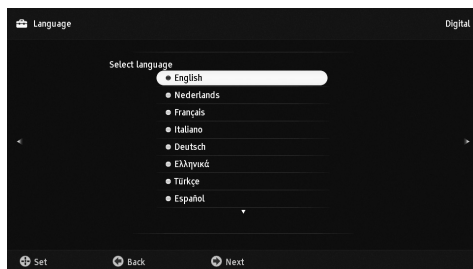 Language
Digital
Select language
English
Nederlands
Français
Italiano
Deutsch
Ελληνικά
Türkçe
Español
Set Back Next